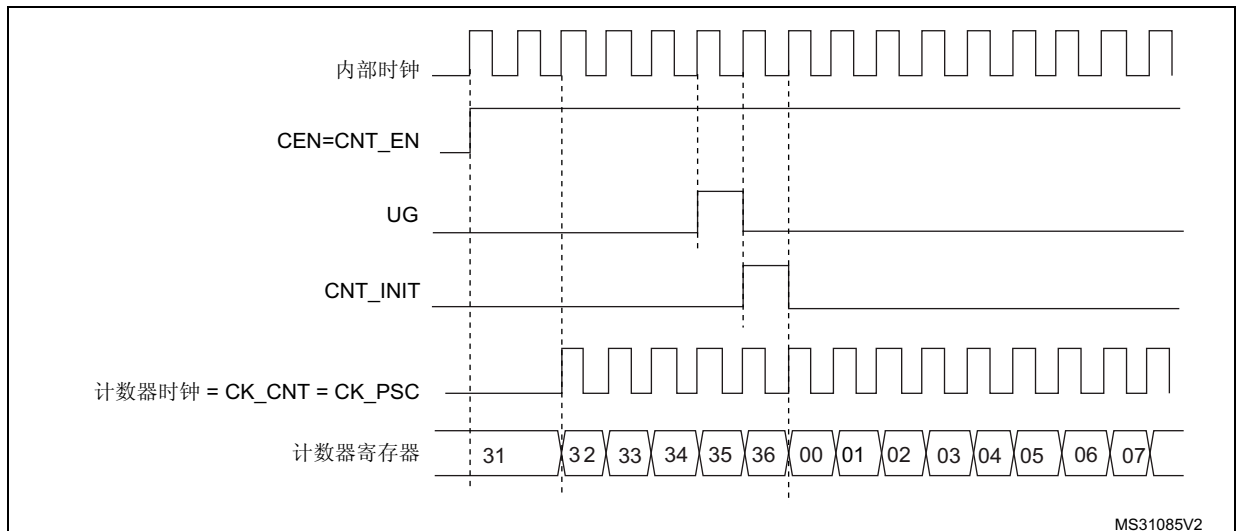 内部时钟
CEN=CNT_EN
UG
CNT_INIT
计数器时钟 = CK_CNT = CK_PSC
计数器寄存器 31 32 33 34 35 36 00 01 02 03 04 05 06 07
MS31085V2